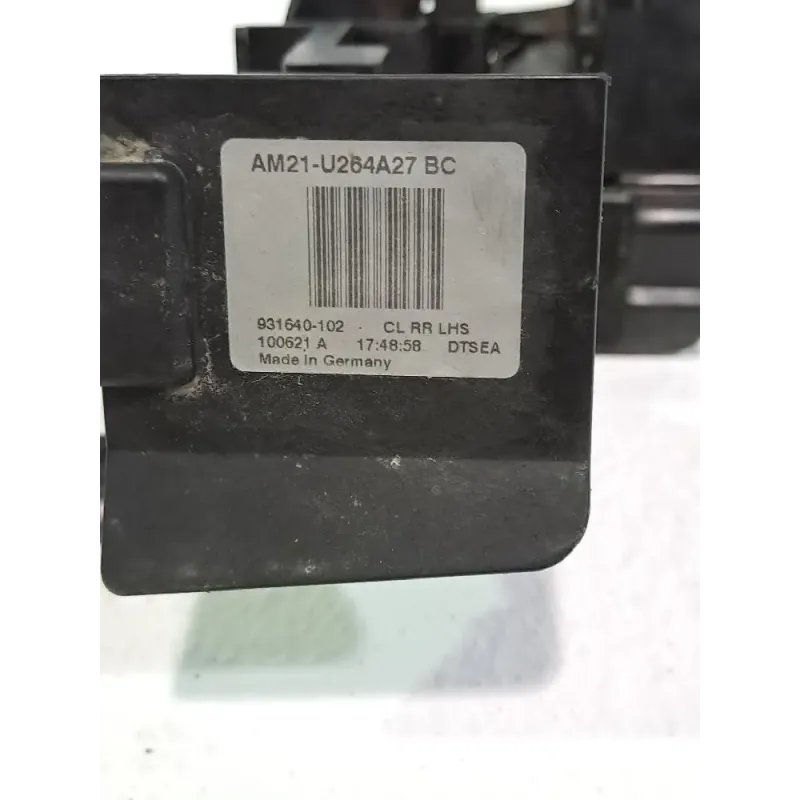 AM21-U264A27 BC
931640-102 - CL RR LHS
100621 A 17:48:58 DTSEA
Made in Germany